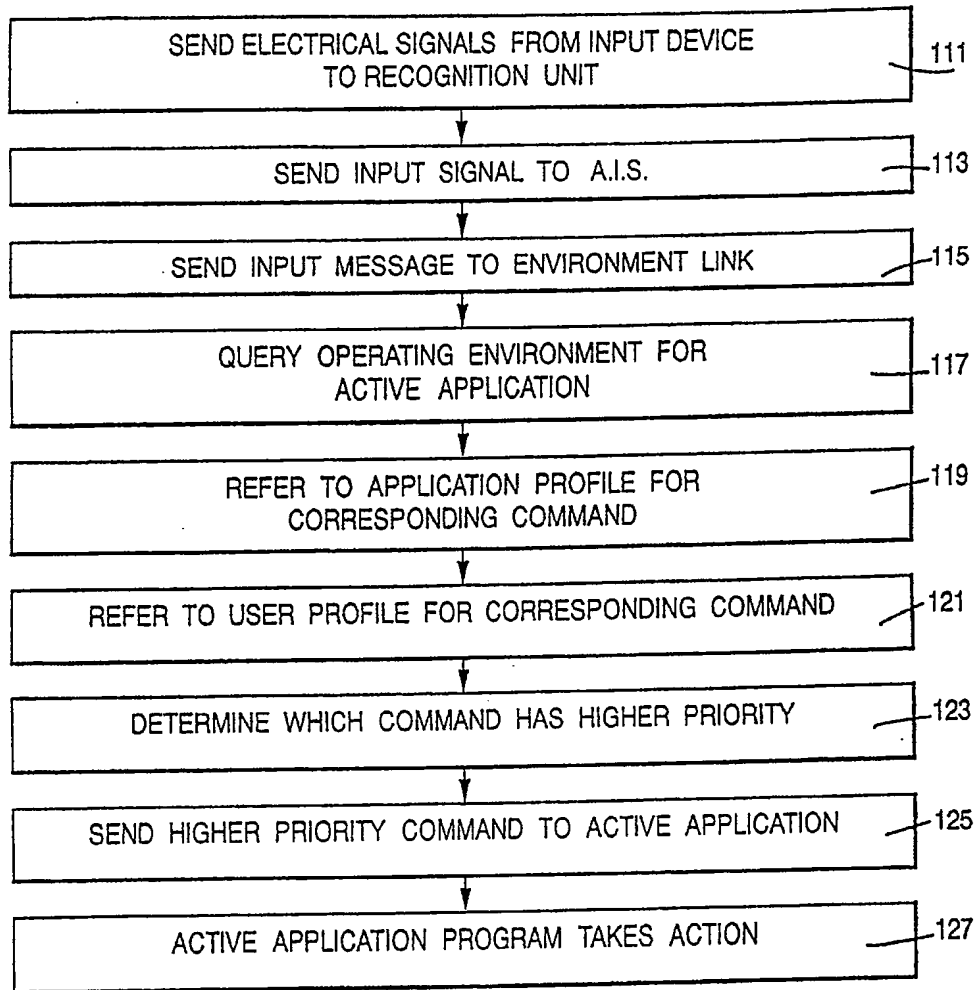 SEND ELECTRICAL SIGNALS FROM INPUT DEVICE
TO RECOGNITION UNIT
111
SEND INPUT SIGNAL TO A.I.S.
113
SEND INPUT MESSAGE TO ENVIRONMENT LINK
115
QUERY OPERATING ENVIRONMENT FOR
ACTIVE APPLICATION
117
REFER TO APPLICATION PROFILE FOR
CORRESPONDING COMMAND
119
REFER TO USER PROFILE FOR CORRESPONDING COMMAND
121
DETERMINE WHICH COMMAND HAS HIGHER PRIORITY
123
SEND HIGHER PRIORITY COMMAND TO ACTIVE APPLICATION
125
ACTIVE APPLICATION PROGRAM TAKES ACTION
127